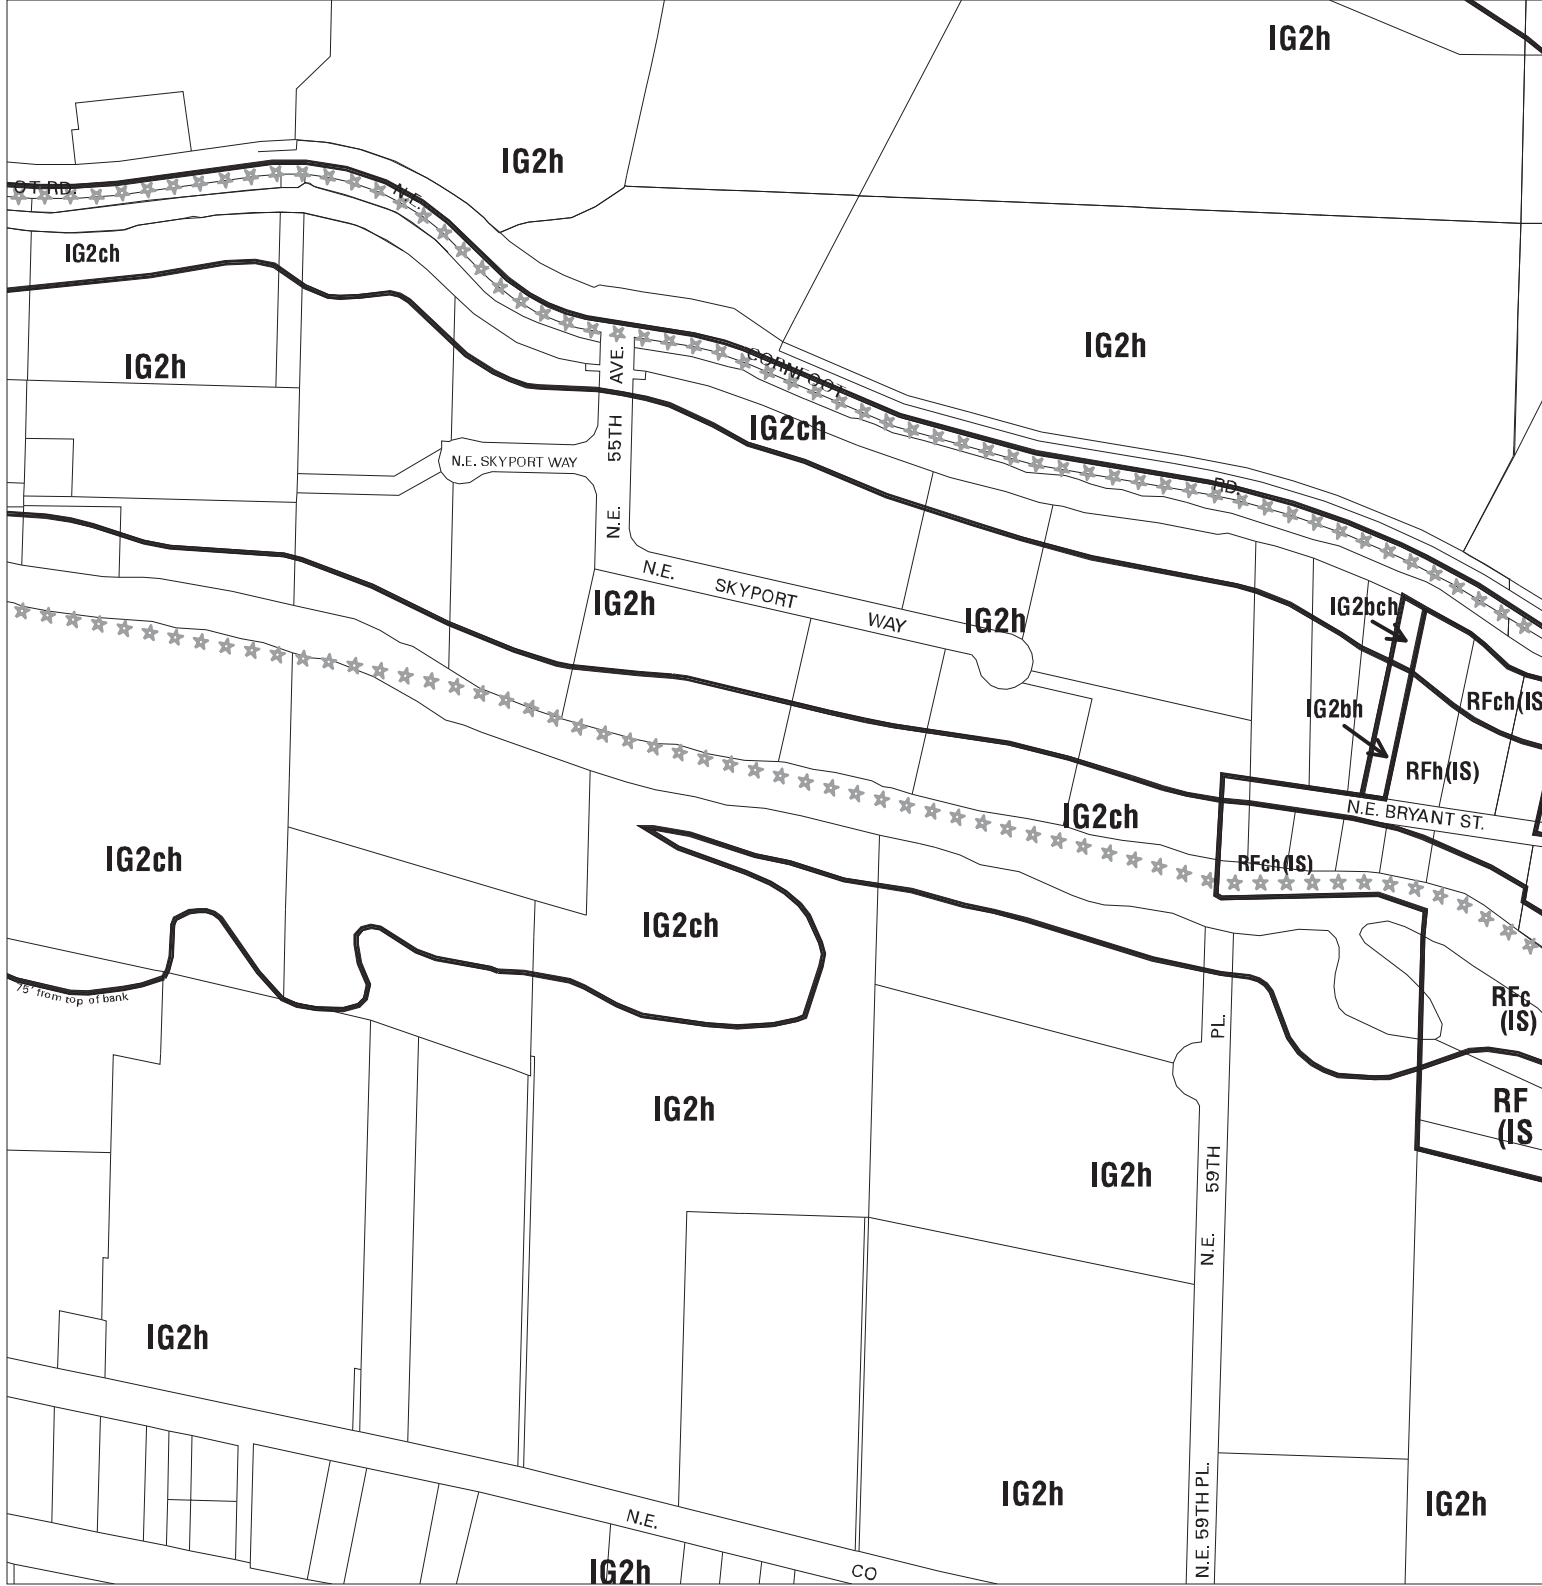 IG2h
IG2h
OT RD.
N.E.
IG2ch
IG2h
IG2h
AVE.
CORNFOOT
IG2ch
55TH
N.E. SKYPORT WAY
RD.
N.E.
N.E. SKYPORT WAY
IG2h
IG2h
IG2bch
RFch(IS
IG2bh
RFh(IS)
N.E. BRYANT ST.
IG2ch
IG2ch
RFch(IS)
IG2ch
75' from top of bank
RFc
(IS)
PL.
RF
(IS
IG2h
IG2h
59TH
N.E.
IG2h
IG2h
IG2h
N.E. 59TH PL.
N.E.
IG2h
CO